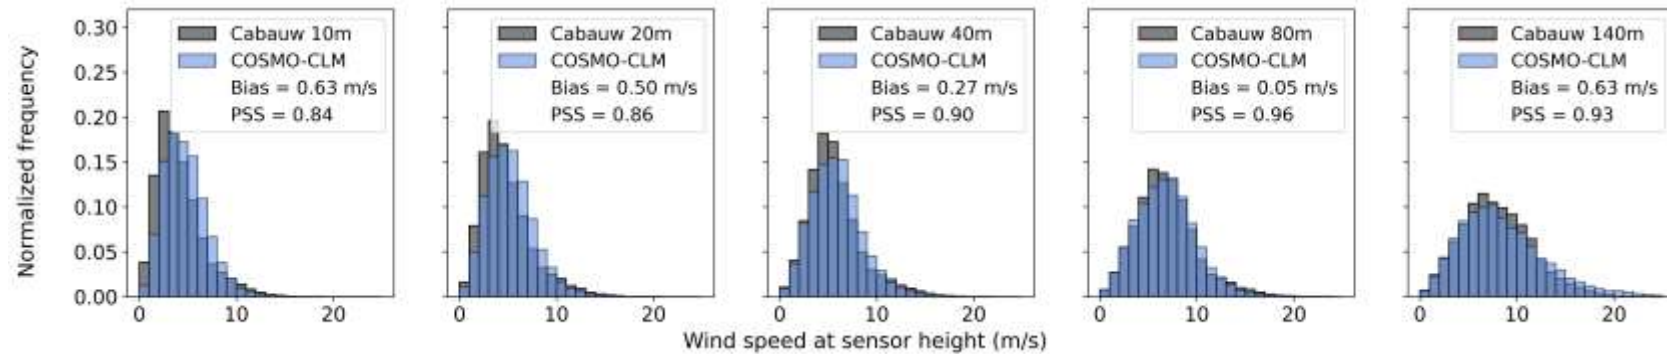 Normalized frequency
0.30
0.25
0.20
0.15
0.10
0.05
0.00
Cabauw 10m
COSMO-CLM
Bias = 0.63 m/s
PSS = 0.84
0
10
20
Cabauw 20m
COSMO-CLM
Bias = 0.50 m/s
PSS = 0.86
0
10
20
Cabauw 40m
COSMO-CLM
Bias = 0.27 m/s
PSS = 0.90
0
10
20
Cabauw 80m
COSMO-CLM
Bias = 0.05 m/s
PSS = 0.96
0
10
20
Cabauw 140m
COSMO-CLM
Bias = 0.63 m/s
PSS = 0.93
0
10
20
Wind speed at sensor height (m/s)